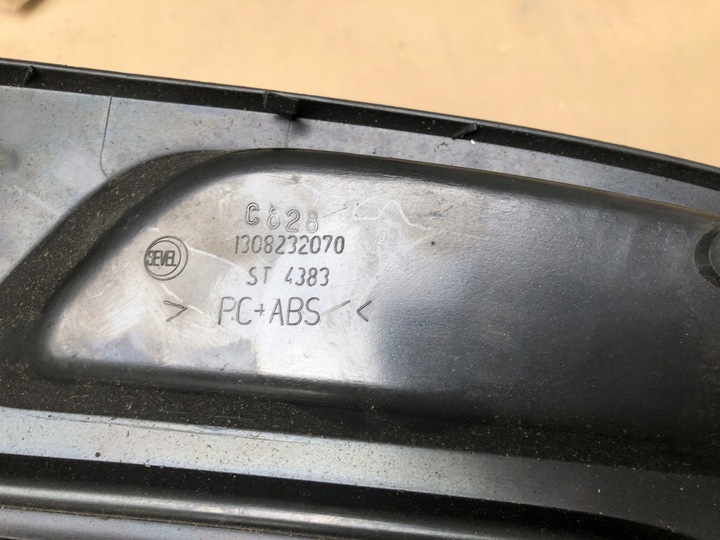 C828
1308232070
SEVEL
ST 4383
> PC+ABS <